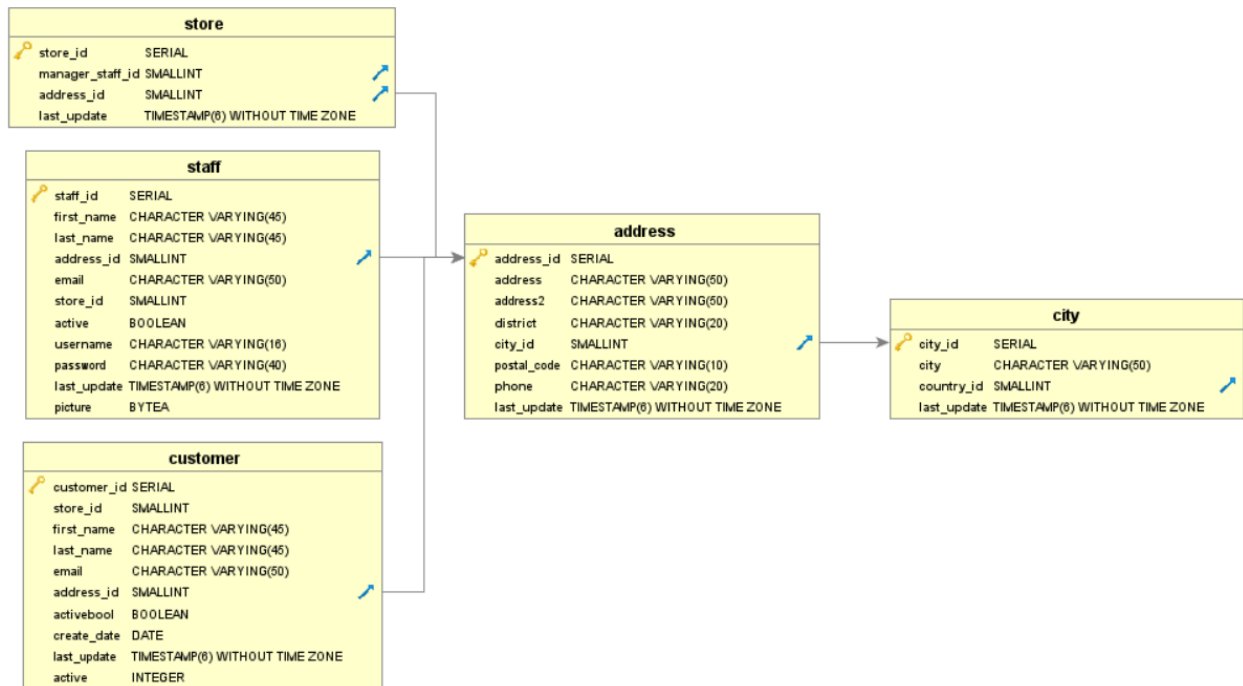 store
store_id SERIAL
manager_staff_id SMALLINT
address_id SMALLINT
last_update TIMESTAMP(6) WITHOUT TIME ZONE
staff
staff_id SERIAL
first_name CHARACTER VARYING(45)
last_name CHARACTER VARYING(45)
address_id SMALLINT
email CHARACTER VARYING(50)
store_id SMALLINT
active BOOLEAN
username CHARACTER VARYING(16)
password CHARACTER VARYING(40)
last_update TIMESTAMP(6) WITHOUT TIME ZONE
picture BYTEA
customer
customer_id SERIAL
store_id SMALLINT
first_name CHARACTER VARYING(45)
last_name CHARACTER VARYING(45)
email CHARACTER VARYING(50)
address_id SMALLINT
activebool BOOLEAN
create_date DATE
last_update TIMESTAMP(6) WITHOUT TIME ZONE
active INTEGER
address
address_id SERIAL
address CHARACTER VARYING(50)
address2 CHARACTER VARYING(50)
district CHARACTER VARYING(20)
city_id SMALLINT
postal_code CHARACTER VARYING(10)
phone CHARACTER VARYING(20)
last_update TIMESTAMP(6) WITHOUT TIME ZONE
city
city_id SERIAL
city CHARACTER VARYING(50)
country_id SMALLINT
last_update TIMESTAMP(6) WITHOUT TIME ZONE